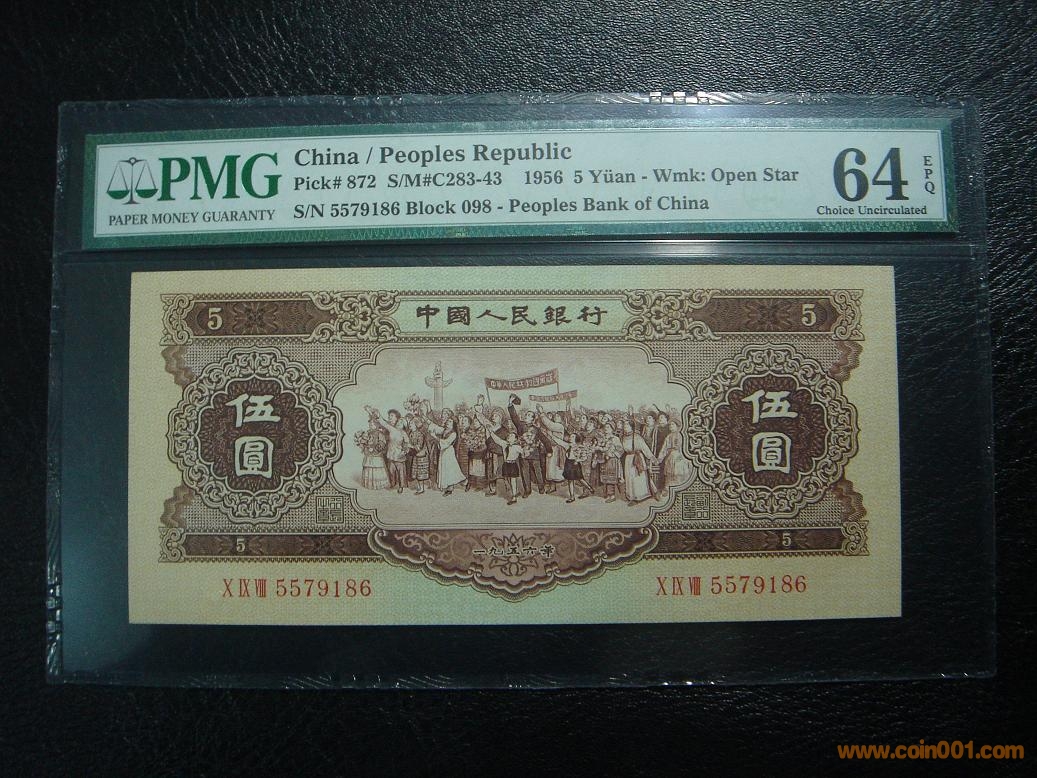 PMG
PAPER MONEY GUARANTY
China / Peoples Republic
Pick# 872 S/M#C283-43 1956 5 Yüan - Wmk: Open Star
S/N 5579186 Block 098 - Peoples Bank of China
64
EPQ
Choice Uncirculated
5
中國人民銀行
5
伍圓
伍圓
5
一九五六年
5
X IX VIII 5579186
X IX VIII 5579186
www.coin001.com